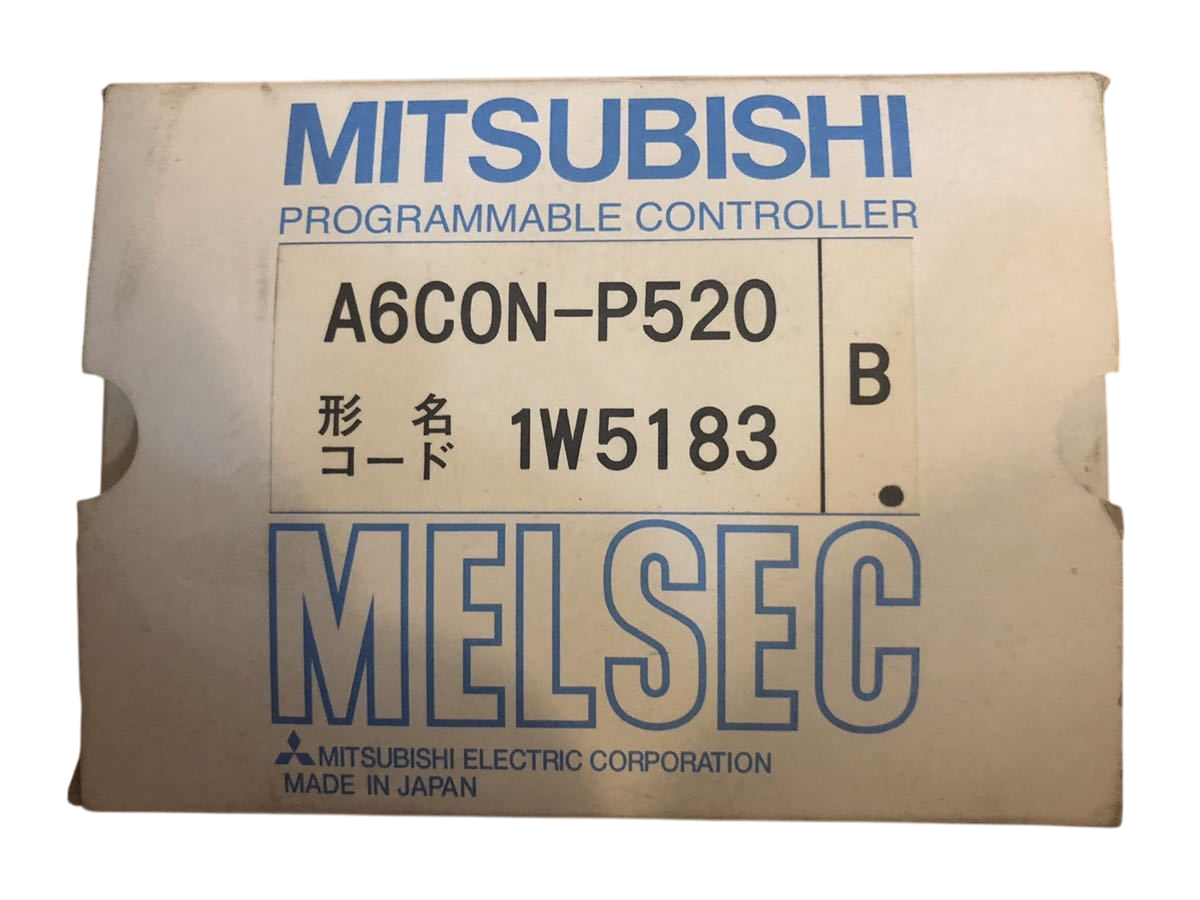 MITSUBISHI
PROGRAMMABLE CONTROLLER
A6CON-P520
B
形名
コード
1W5183
MELSEC
MITSUBISHI ELECTRIC CORPORATION
MADE IN JAPAN